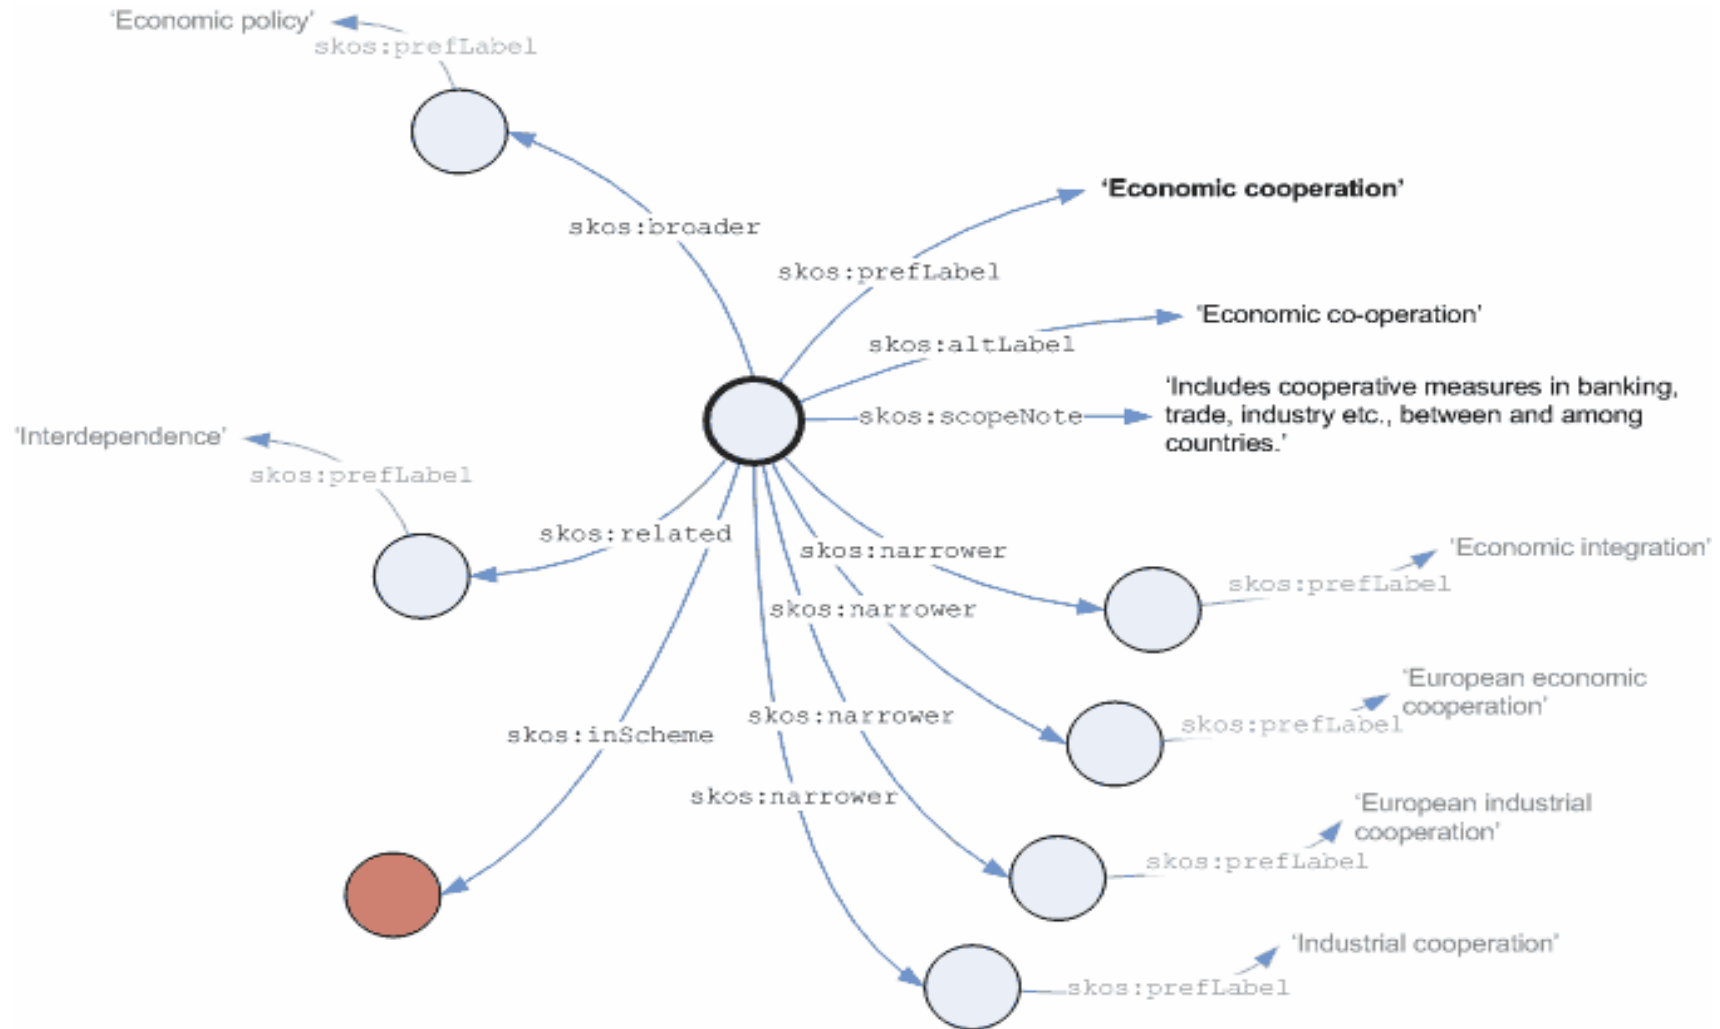 ‘Economic policy’
skos:prefLabel
skos:broader
‘Economic cooperation’
skos:prefLabel
‘Economic co-operation’
skos:altLabel
‘Includes cooperative measures in banking,
trade, industry etc., between and among
countries.’
skos:scopeNote
‘Interdependence’
skos:prefLabel
skos:related
skos:narrower
‘Economic integration’
skos:prefLabel
skos:narrower
‘European economic
cooperation’
skos:prefLabel
skos:narrower
skos:inScheme
skos:narrower
‘European industrial
cooperation’
skos:prefLabel
‘Industrial cooperation’
skos:prefLabel